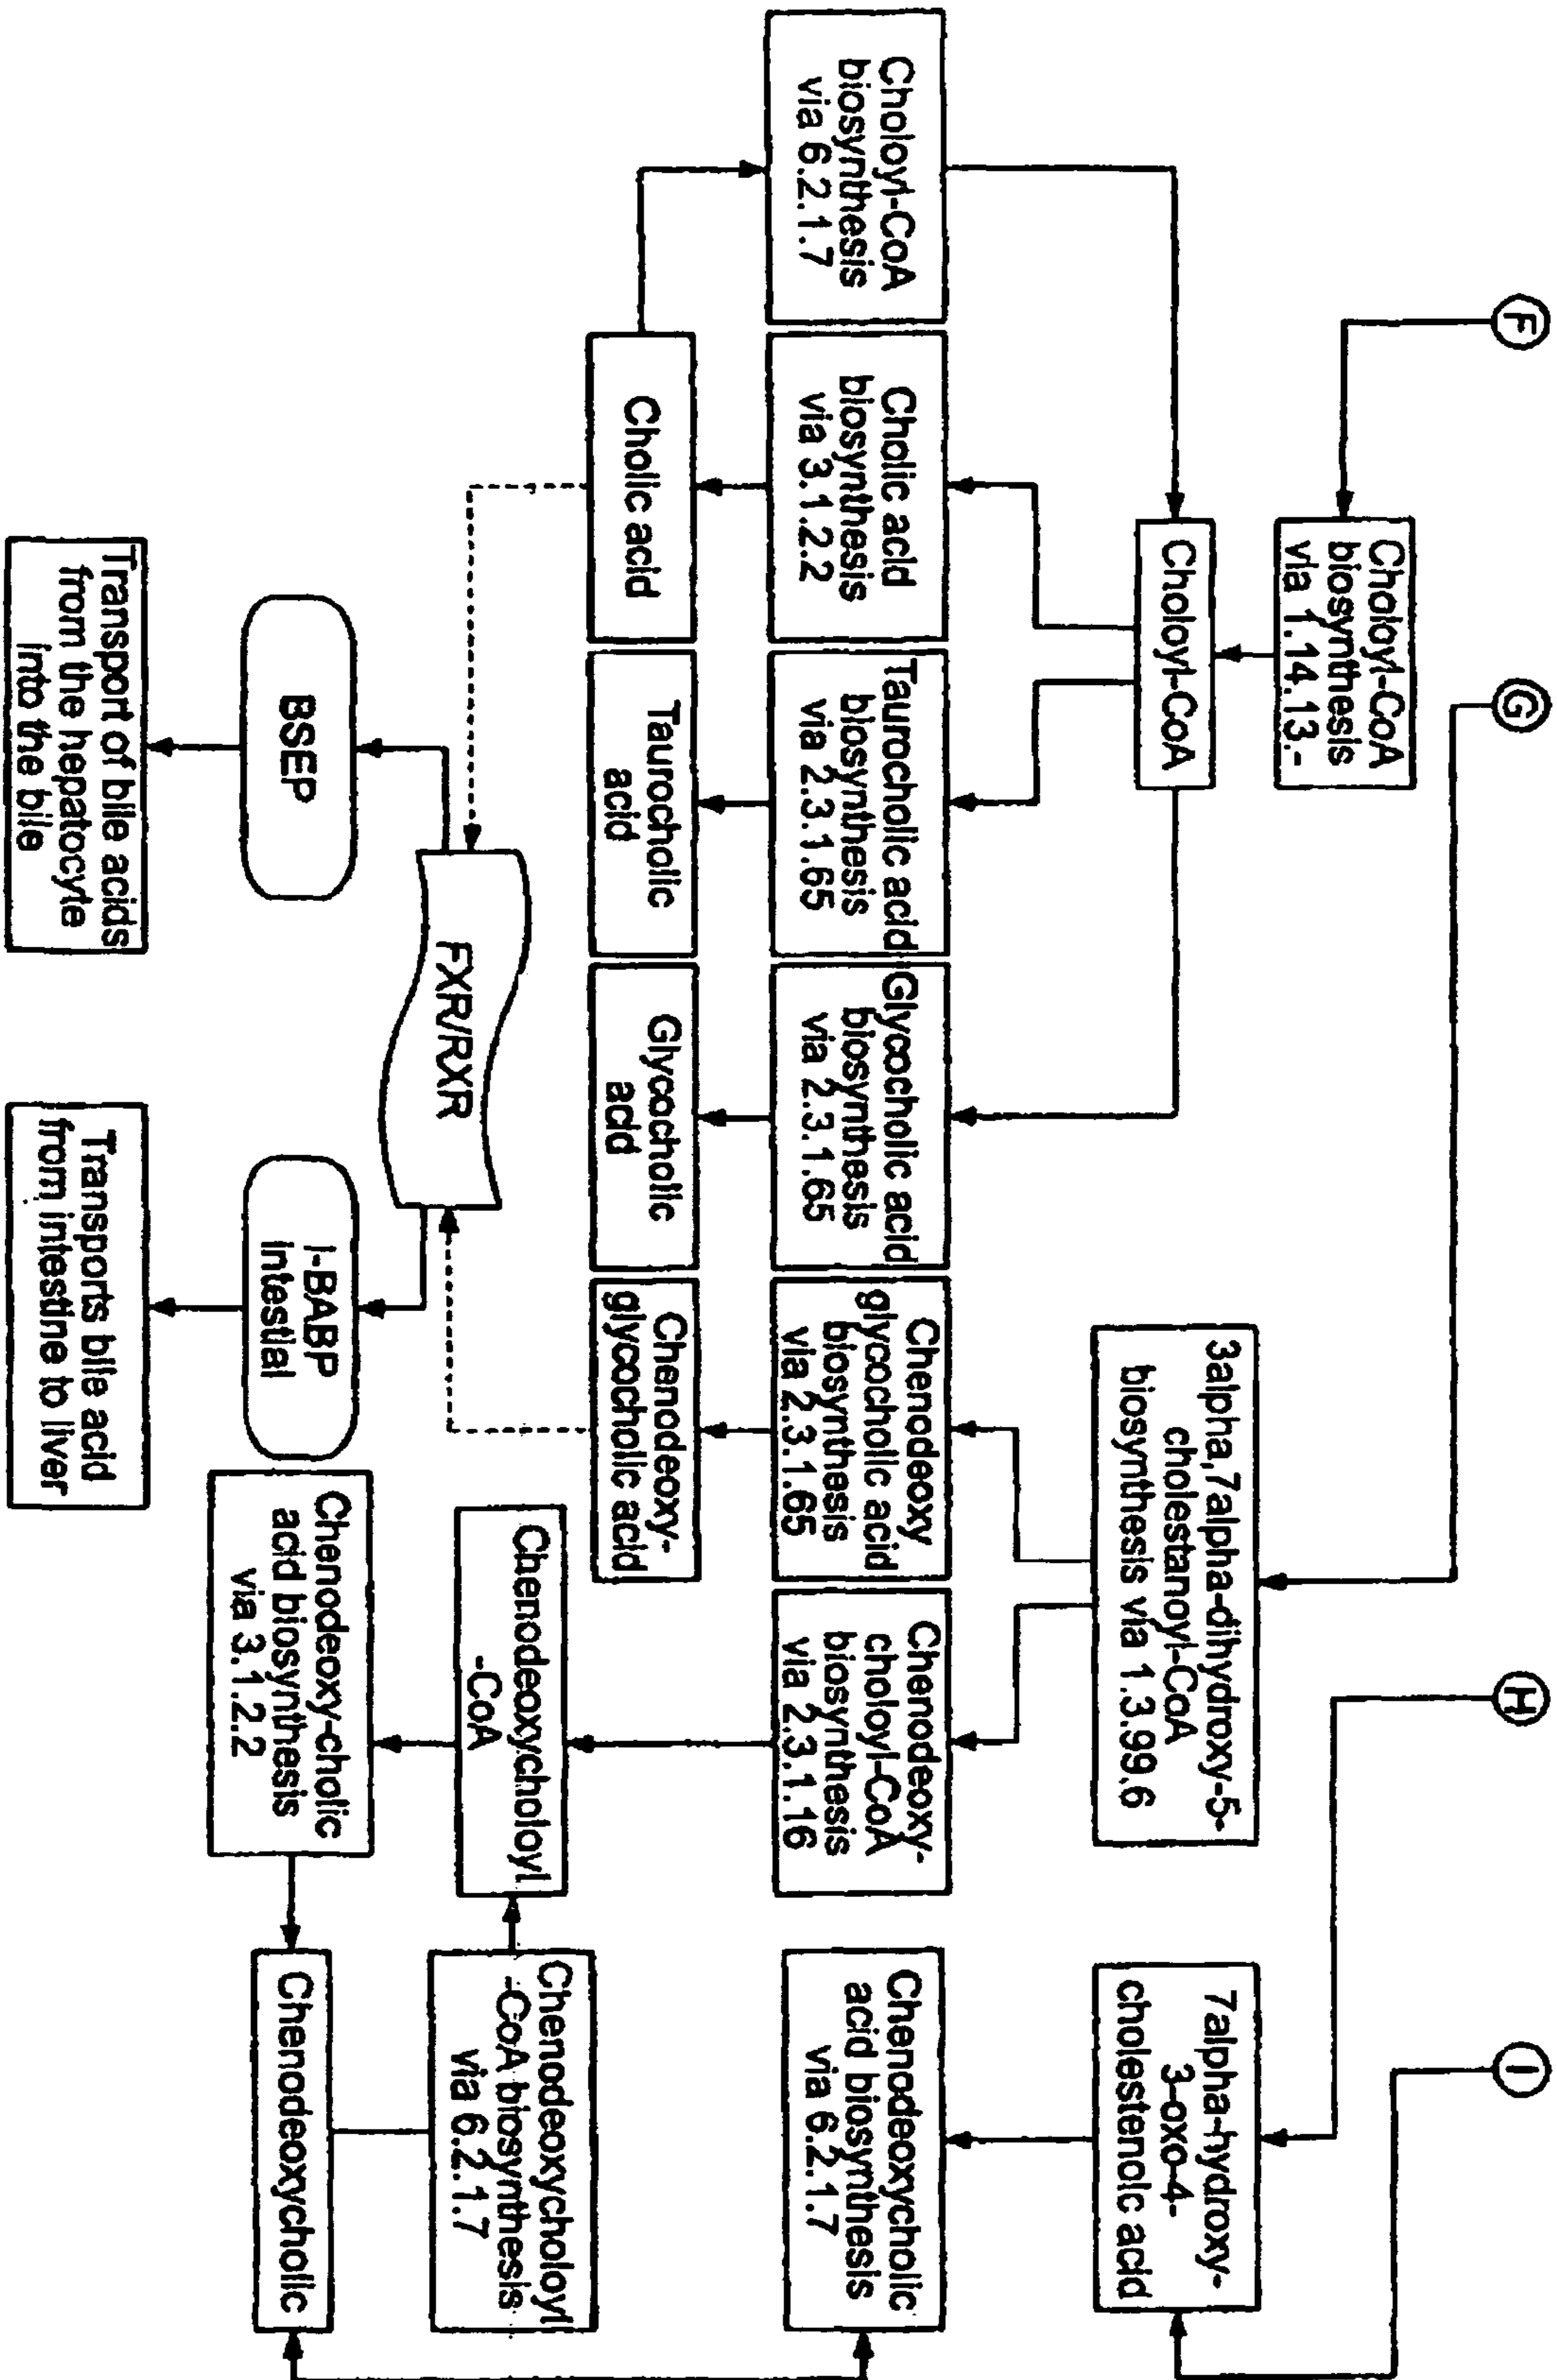 F
G
H
I
Choloyl-CoA
biosynthesis
via 1.14.13.-
Choloyl-CoA
3alpha,7alpha-dihydroxy-5-
cholestanoyl-CoA
biosynthesis via 1.3.99.6
7alpha-hydroxy-
3-oxo-4-
cholestenolc acid
Choloyl-CoA
biosynthesis
via 6.2.1.7
Cholic acid
biosynthesis
via 3.1.2.2
Taurocholic acid
biosynthesis
via 2.3.1.65
Glycocholic acid
biosynthesis
via 2.3.1.65
Chenodeoxy
glycocholic acid
biosynthesis
via 2.3.1.65
Chenodeoxy-
choloyl-CoA
biosynthesis
via 2.3.1.16
Chenodeoxycholic
acid biosynthesis
via 6.2.1.7
Cholic acid
Taurocholic
acid
Glycocholic
acid
Chenodeoxy-
glycocholic acid
Chenodeoxycholoyl
-CoA
Chenodeoxycholoyl
-CoA biosynthesis
via 6.2.1.7
FXR/RXR
BSEP
I-BABP
intestial
Chenodeoxy-cholic
acid biosynthesis
via 3.1.2.2
Chenodeoxycholic
Transport of bile acids
from the hepatocyte
into the bile
Transports bile acid
from intestine to liver